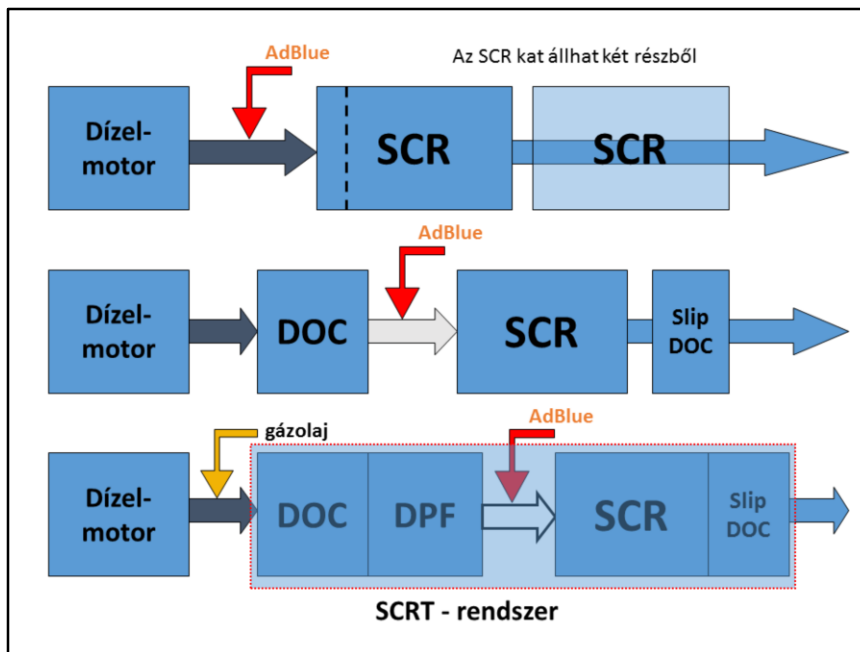 AdBlue
Az SCR kat állhat két részből
Dízel-
motor
SCR
SCR
AdBlue
Dízel-
motor
DOC
SCR
Slip
DOC
gázolaj
AdBlue
Dízel-
motor
DOC
DPF
SCR
Slip
DOC
SCRT - rendszer